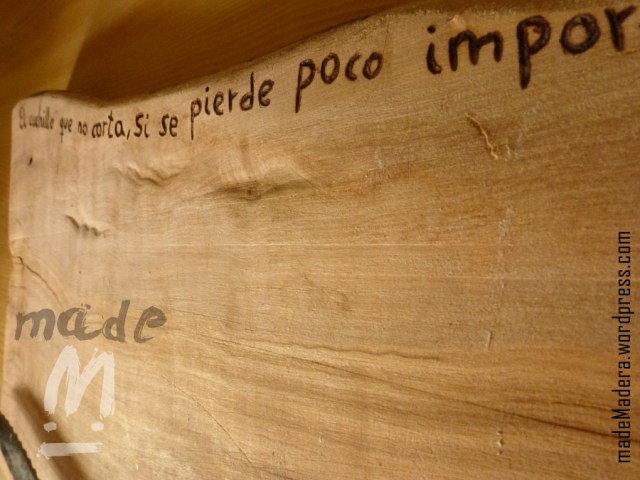 El cuchillo que no corta, si se pierde poco impor
made
M
madeMadera.wordpress.com